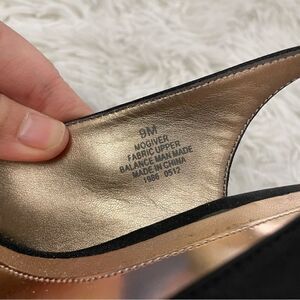 9M
MOGIVER
FABRIC UPPER
BALANCE MAN MADE
MADE IN CHINA
1986 0512